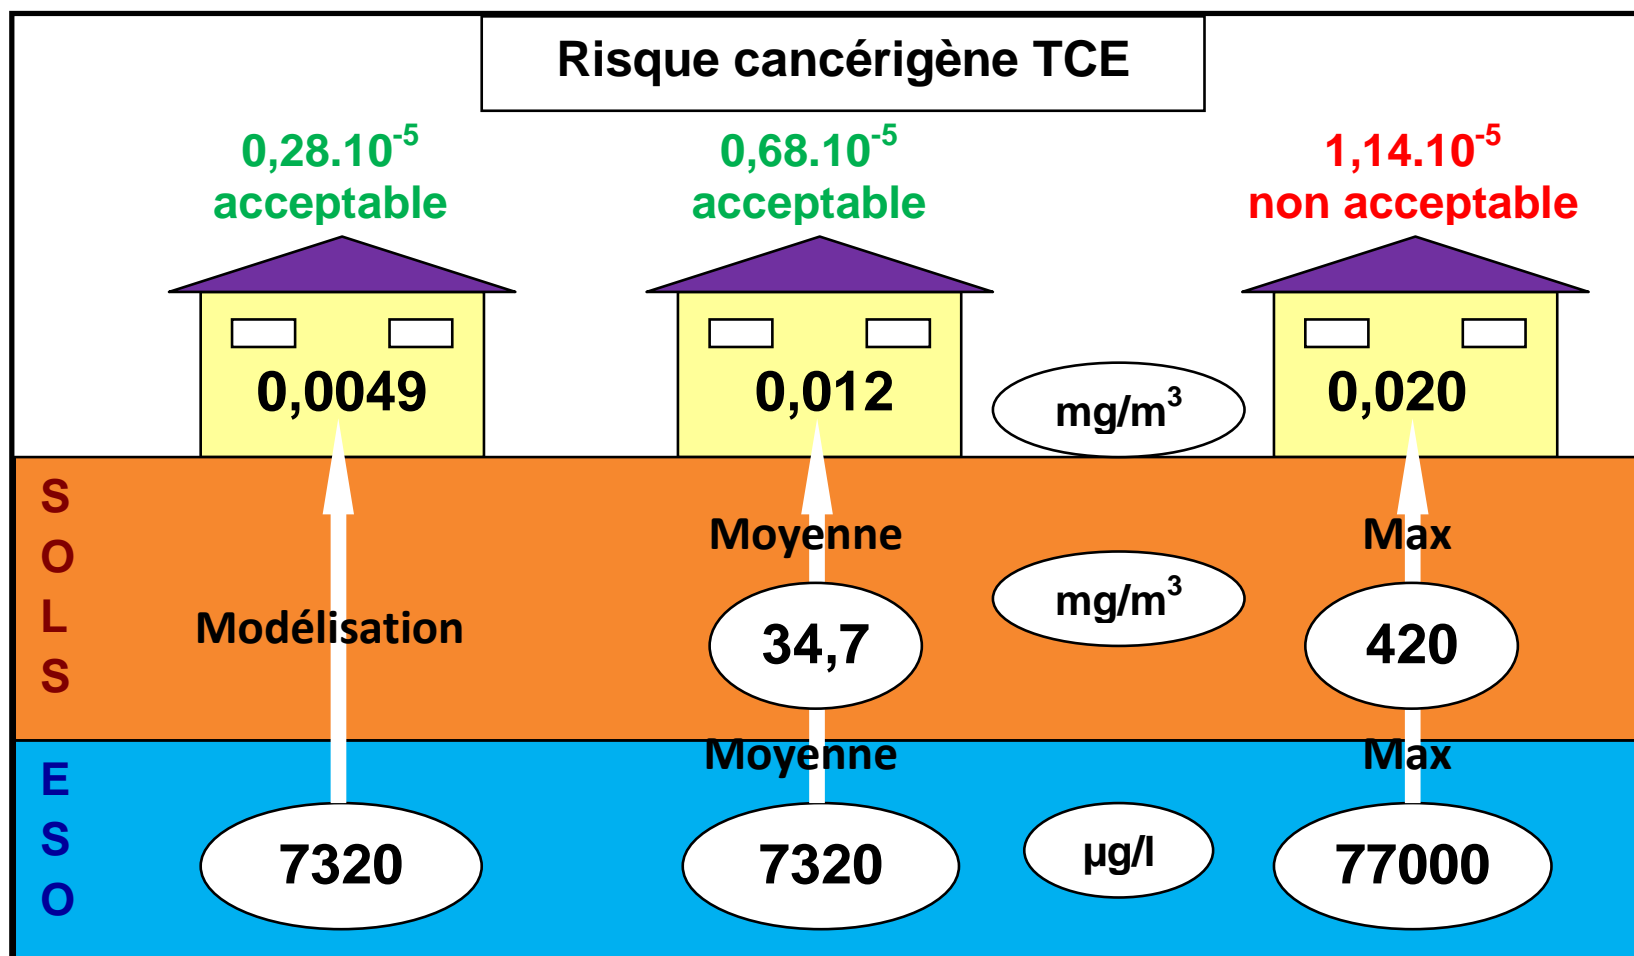 Risque cancérigène TCE
0,28.10⁻⁵
acceptable
0,68.10⁻⁵
acceptable
1,14.10⁻⁵
non acceptable
0,0049
0,012
mg/m³
0,020
S
O
L
S
Modélisation
Moyenne
34,7
mg/m³
Max
420
E
S
O
7320
Moyenne
7320
µg/l
Max
77000